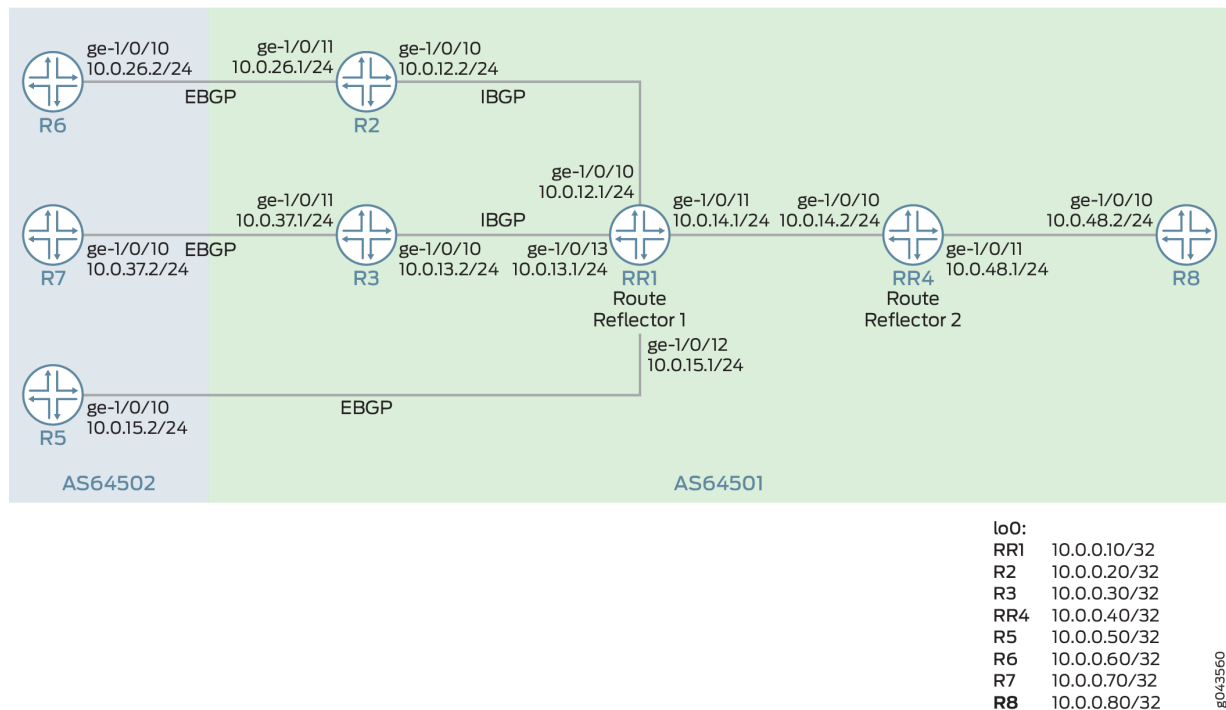 ge-1/0/10
10.0.26.2/24
ge-1/0/11
10.0.26.1/24
ge-1/0/10
10.0.12.2/24
EBGP
IBGP
R6
R2
ge-1/0/10
10.0.12.1/24
ge-1/0/11
10.0.37.1/24
IBGP
ge-1/0/11
10.0.14.1/24
ge-1/0/10
10.0.14.2/24
ge-1/0/10
10.0.48.2/24
ge-1/0/10
10.0.37.2/24
EBGP
ge-1/0/10
10.0.13.2/24
ge-1/0/13
10.0.13.1/24
ge-1/0/11
10.0.48.1/24
R7
R3
RR1
Route
Reflector 1
RR4
Route
Reflector 2
R8
ge-1/0/12
10.0.15.1/24
ge-1/0/10
10.0.15.2/24
EBGP
R5
AS64502
AS64501
lo0:
RR1 10.0.0.10/32
R2 10.0.0.20/32
R3 10.0.0.30/32
RR4 10.0.0.40/32
R5 10.0.0.50/32
R6 10.0.0.60/32
R7 10.0.0.70/32
R8 10.0.0.80/32
g043560